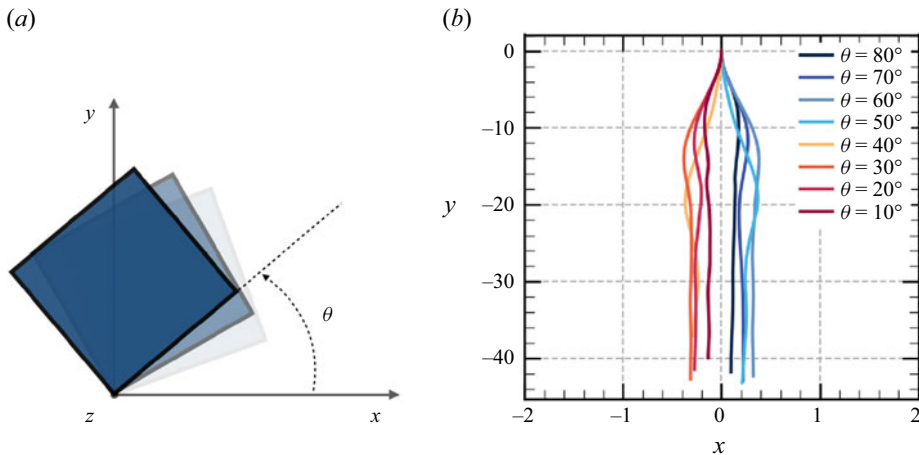 (a)
y
θ
z
x
(b)
0
–10
–20
–30
–40
y
–2
–1
0
1
2
x
θ = 80°
θ = 70°
θ = 60°
θ = 50°
θ = 40°
θ = 30°
θ = 20°
θ = 10°